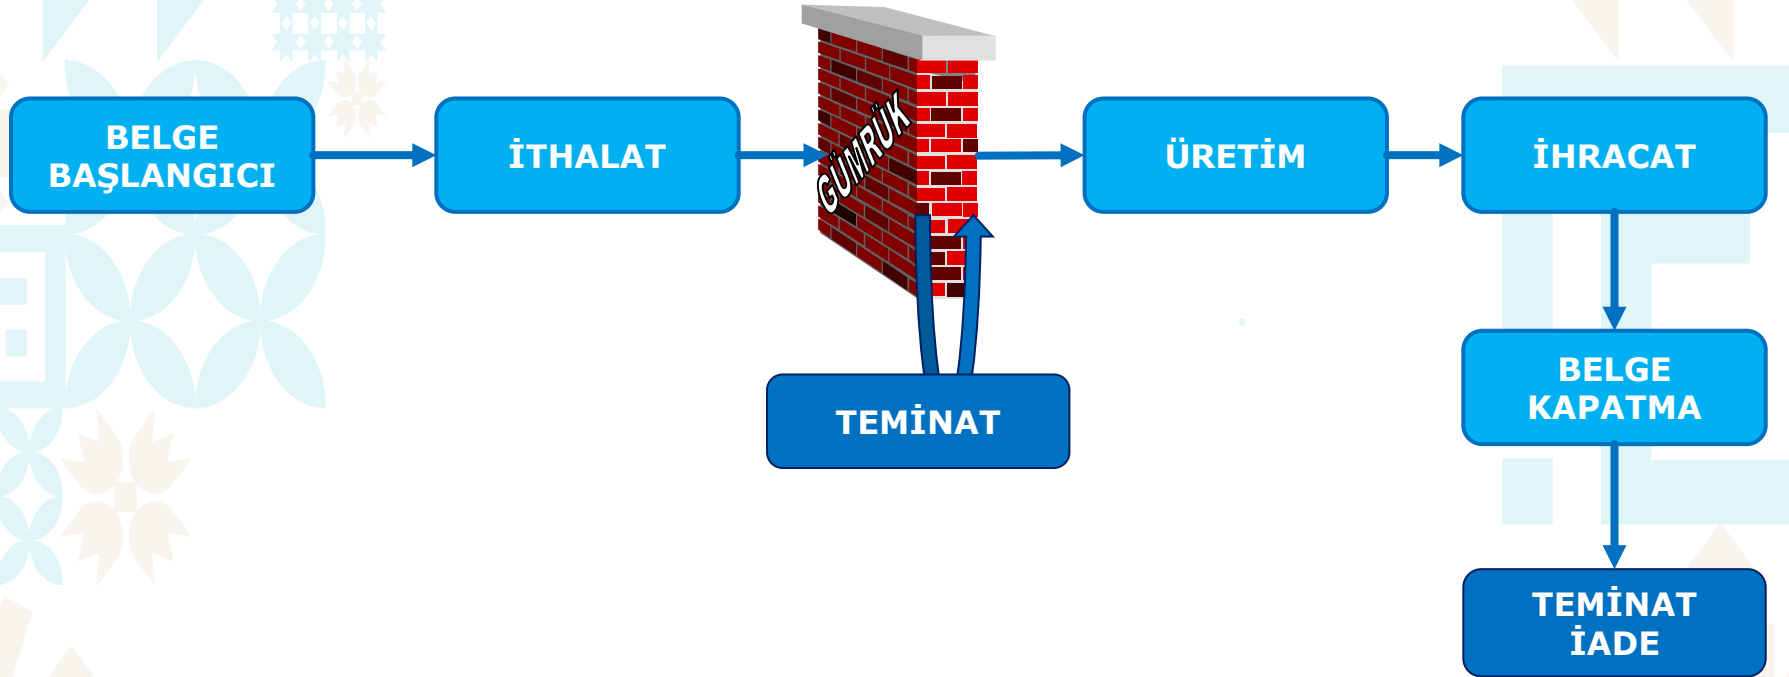 BELGE
BAŞLANGICI
İTHALAT
GÜMRÜK
ÜRETİM
İHRACAT
BELGE
KAPATMA
TEMİNAT
TEMİNAT
İADE